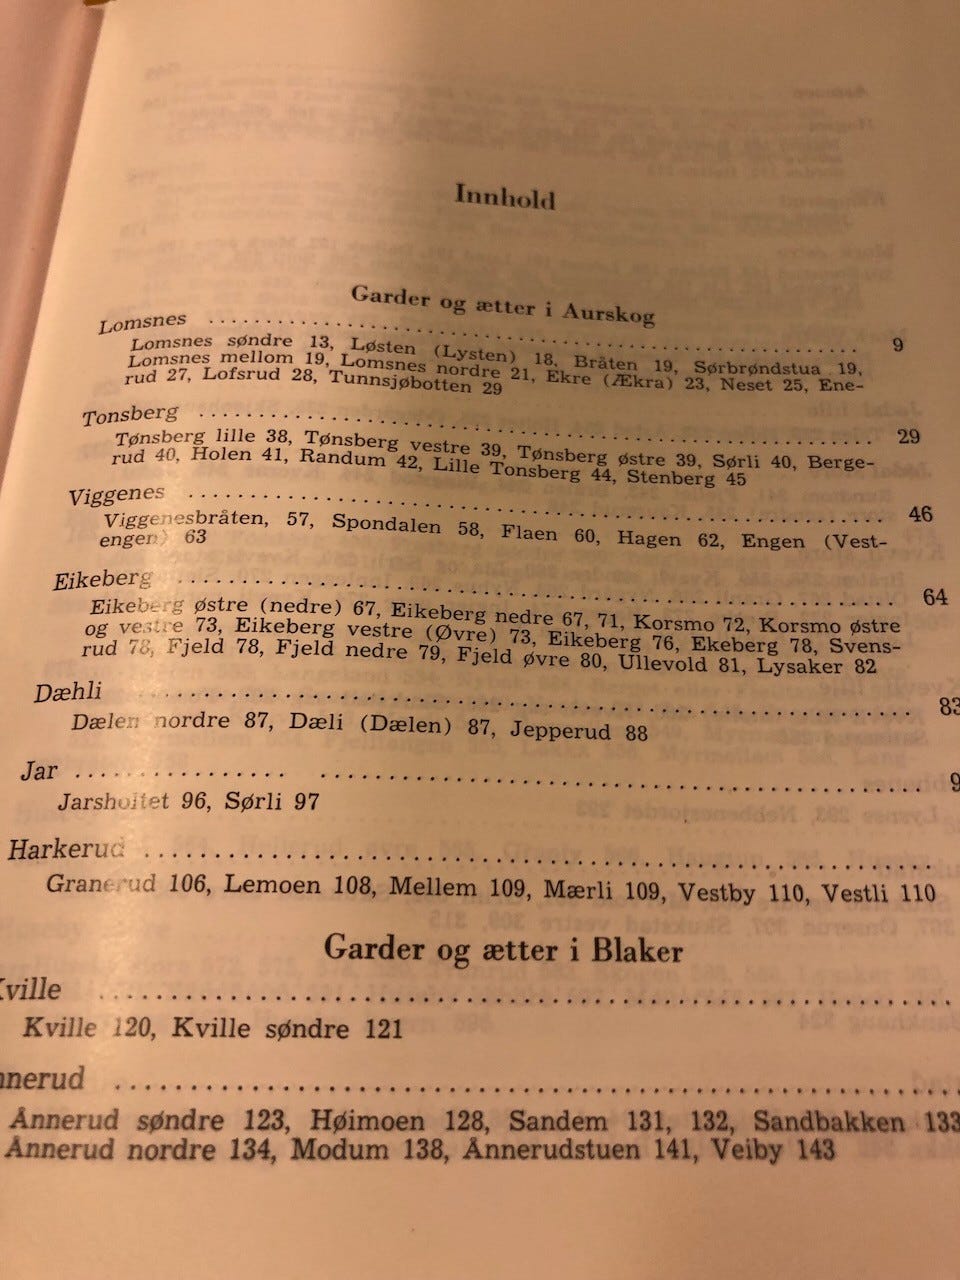 Innhold
Garder og ætter i Aurskog
Lomsnes ........................................ 9
Lomsnes søndre 13, Løsten (Lysten) 18, Bråten 19, Sørbrøndstua 19,
Lomsnes mellom 19, Lomsnes nordre 21, Ekre (Ækra) 23, Neset 25, Ene-
rud 27, Lofsrud 28, Tunnsjøbotten 29
Tonsberg ........................................ 29
Tønsberg lille 38, Tønsberg vestre 39, Tønsberg østre 39, Sørli 40, Berge-
rud 40, Holen 41, Randum 42, Lille Tonsberg 44, Stenberg 45
Viggenes ........................................ 46
Viggenesbråten, 57, Spondalen 58, Flaen 60, Hagen 62, Engen (Vest-
engen) 63
Eikeberg ........................................ 64
Eikeberg østre (nedre) 67, Eikeberg nedre 67, 71, Korsmo 72, Korsmo østre
og vestre 73, Eikeberg vestre (Øvre) 73, Eikeberg 76, Ekeberg 78, Svens-
rud 78, Fjeld 78, Fjeld nedre 79, Fjeld øvre 80, Ullevold 81, Lysaker 82
Dæhli ........................................ 83
Dælen nordre 87, Dæli (Dælen) 87, Jepperud 88
Jar ........................................ 9
Jarsholtet 96, Sørli 97
Harkerud ........................................
Granerud 106, Lemoen 108, Mellem 109, Mærli 109, Vestby 110, Vestli 110
Garder og ætter i Blaker
Kville ........................................
Kville 120, Kville søndre 121
nnerud ........................................
Ånnerud søndre 123, Høimoen 128, Sandem 131, 132, Sandbakken 133
Ånnerud nordre 134, Modum 138, Ånnerudstuen 141, Veiby 143